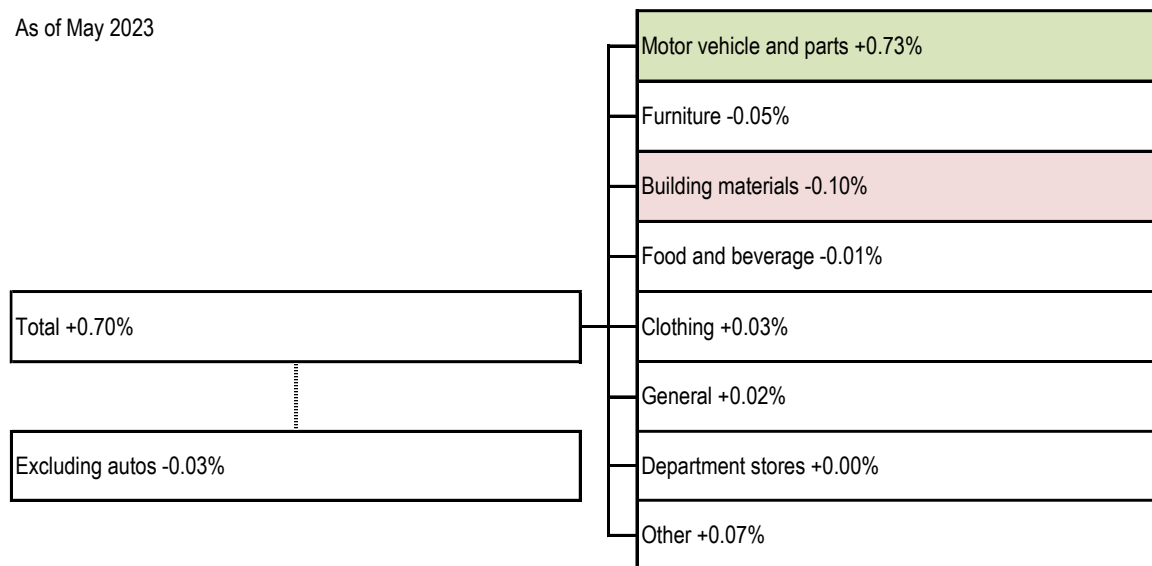 As of May 2023
Total +0.70%
Excluding autos -0.03%
Motor vehicle and parts +0.73%
Furniture -0.05%
Building materials -0.10%
Food and beverage -0.01%
Clothing +0.03%
General +0.02%
Department stores +0.00%
Other +0.07%